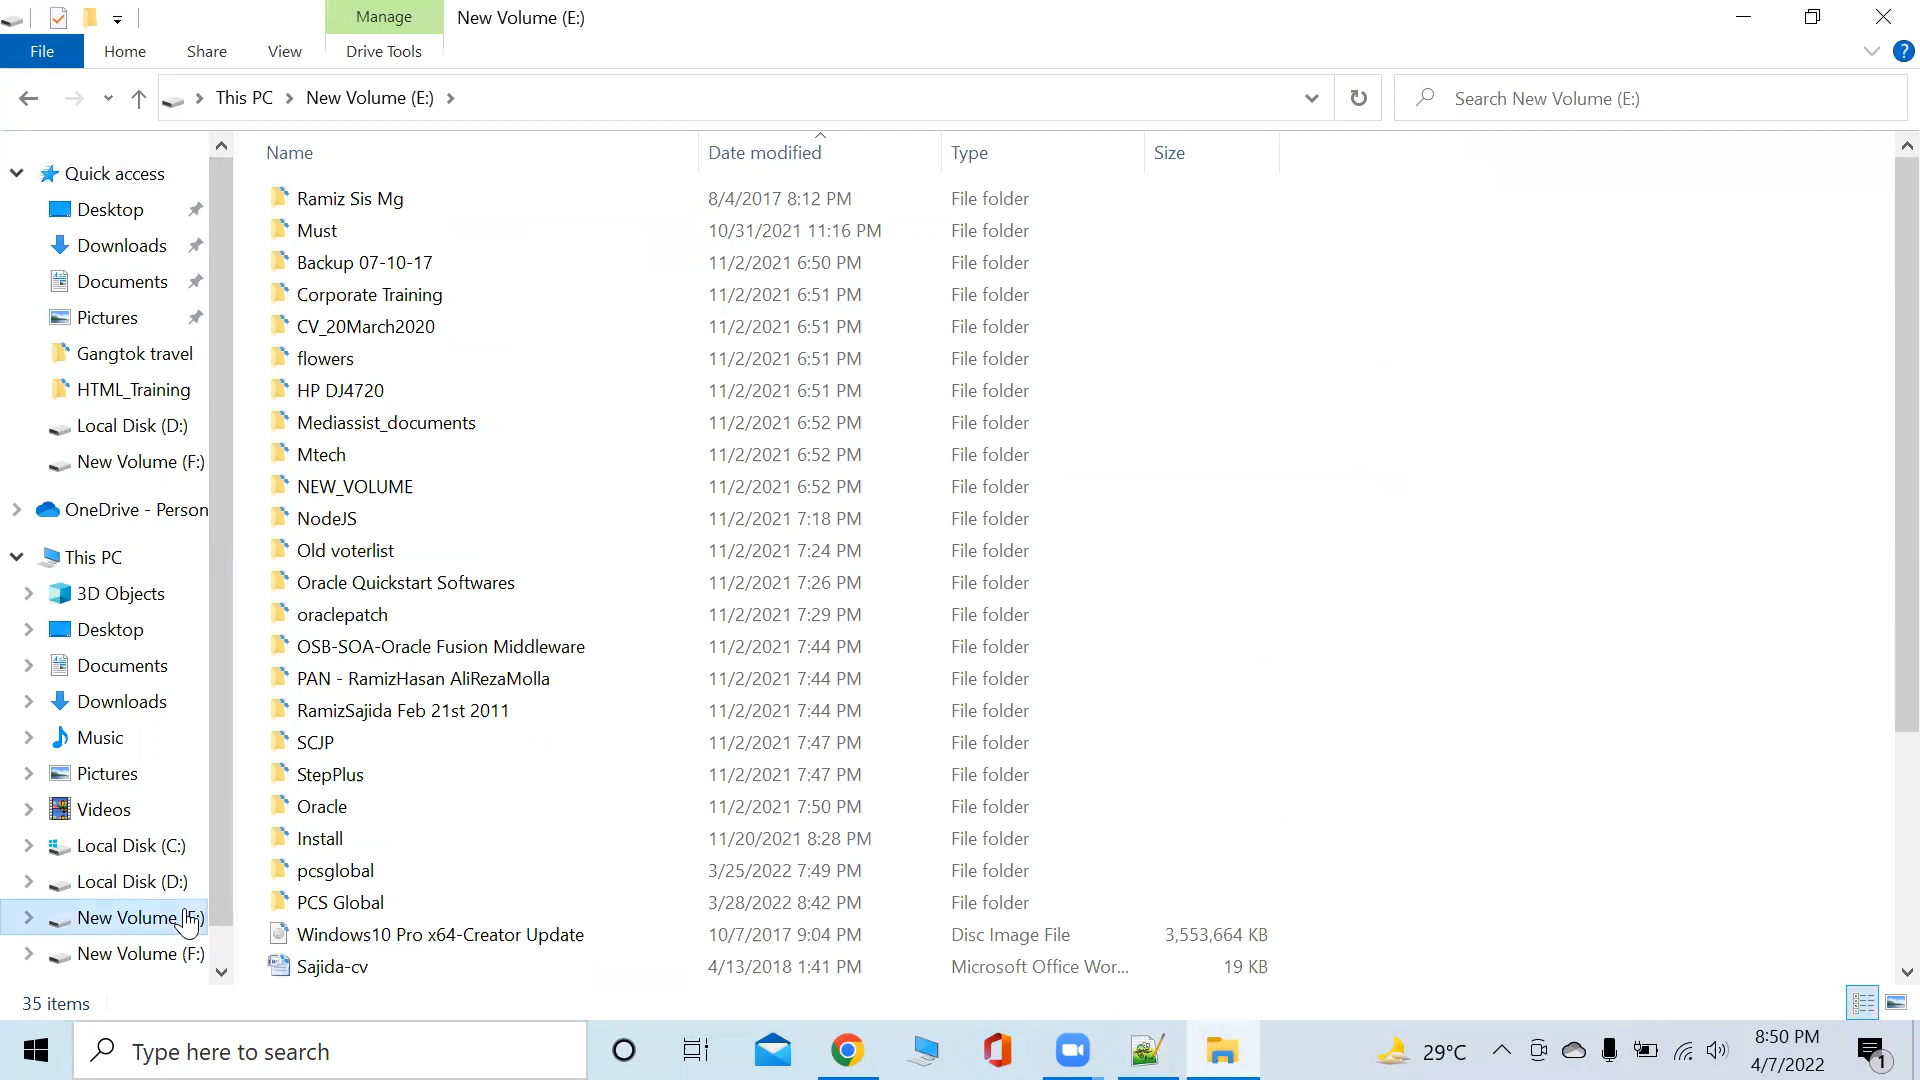 Manage
New Volume (E:)
File
Home
Share
View
Drive Tools
?
This PC
New Volume (E:)
Search New Volume (E:)
Name
Date modified
Type
Size
Quick access
Desktop
Downloads
Documents
Pictures
Gangtok travel
HTML_Training
Local Disk (D:)
New Volume (F:)
OneDrive - Person
This PC
3D Objects
Desktop
Documents
Downloads
Music
Pictures
Videos
Local Disk (C:)
Local Disk (D:)
New Volume (E:)
New Volume (F:)
Ramiz Sis Mg 8/4/2017 8:12 PM File folder
Must 10/31/2021 11:16 PM File folder
Backup 07-10-17 11/2/2021 6:50 PM File folder
Corporate Training 11/2/2021 6:51 PM File folder
CV_20March2020 11/2/2021 6:51 PM File folder
flowers 11/2/2021 6:51 PM File folder
HP DJ4720 11/2/2021 6:51 PM File folder
Mediassist_documents 11/2/2021 6:52 PM File folder
Mtech 11/2/2021 6:52 PM File folder
NEW_VOLUME 11/2/2021 6:52 PM File folder
NodeJS 11/2/2021 7:18 PM File folder
Old voterlist 11/2/2021 7:24 PM File folder
Oracle Quickstart Softwares 11/2/2021 7:26 PM File folder
oraclepatch 11/2/2021 7:29 PM File folder
OSB-SOA-Oracle Fusion Middleware 11/2/2021 7:44 PM File folder
PAN - RamizHasan AliRezaMolla 11/2/2021 7:44 PM File folder
RamizSajida Feb 21st 2011 11/2/2021 7:44 PM File folder
SCJP 11/2/2021 7:47 PM File folder
StepPlus 11/2/2021 7:47 PM File folder
Oracle 11/2/2021 7:50 PM File folder
Install 11/20/2021 8:28 PM File folder
pcsglobal 3/25/2022 7:49 PM File folder
PCS Global 3/28/2022 8:42 PM File folder
Windows10 Pro x64-Creator Update 10/7/2017 9:04 PM Disc Image File 3,553,664 KB
Sajida-cv 4/13/2018 1:41 PM Microsoft Office Wor... 19 KB
35 items
Type here to search
29°C
8:50 PM
4/7/2022
1